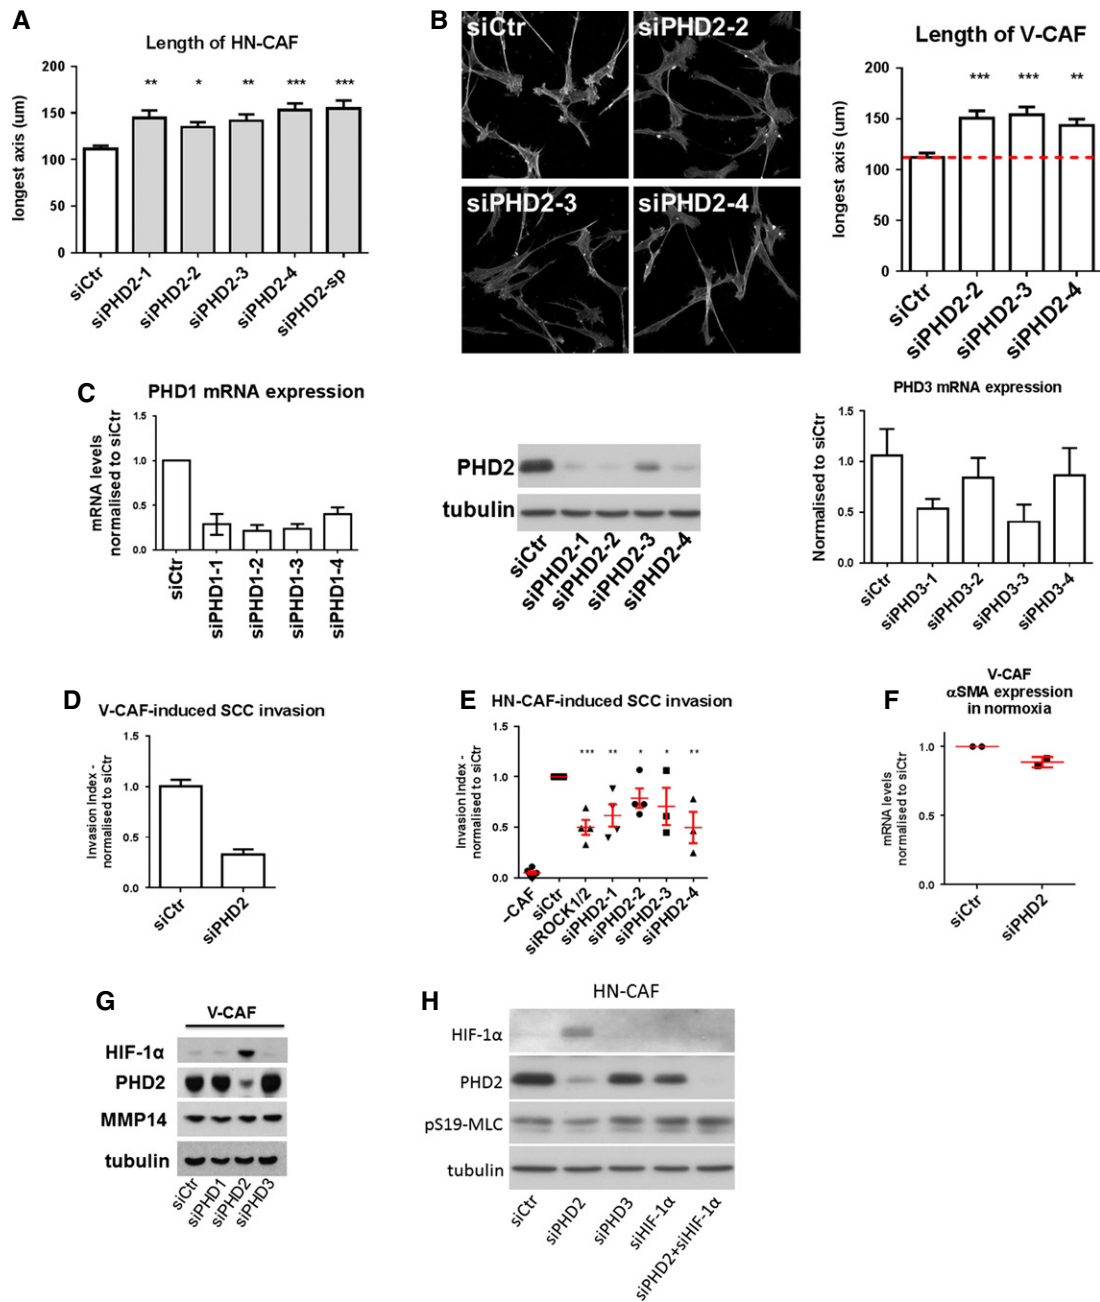 A
Length of HN-CAF
longest axis (um)
200
150
100
50
0
** * ** *** ***
siCtr
siPHD2-1
siPHD2-2
siPHD2-3
siPHD2-4
siPHD2-sp
B
siCtr
siPHD2-2
siPHD2-3
siPHD2-4
Length of V-CAF
longest axis (um)
200
150
100
50
0
*** *** **
siCtr
siPHD2-2
siPHD2-3
siPHD2-4
C
PHD1 mRNA expression
mRNA levels
normalised to siCtr
1.5
1.0
0.5
0.0
siCtr
siPHD1-1
siPHD1-2
siPHD1-3
siPHD1-4
PHD2
tubulin
siCtr
siPHD2-1
siPHD2-2
siPHD2-3
siPHD2-4
PHD3 mRNA expression
Normalised to siCtr
1.5
1.0
0.5
0.0
siCtr
siPHD3-1
siPHD3-2
siPHD3-3
siPHD3-4
D
V-CAF-induced SCC invasion
Invasion Index -
normalised to siCtr
1.5
1.0
0.5
0.0
siCtr
siPHD2
E
HN-CAF-induced SCC invasion
Invasion Index -
normalised to siCtr
1.5
1.0
0.5
0.0
*** ** * * **
–CAF
siCtr
siROCK1/2
siPHD2-1
siPHD2-2
siPHD2-3
siPHD2-4
F
V-CAF
αSMA expression
in normoxia
mRNA levels
normalised to siCtr
1.0
0.5
0.0
siCtr
siPHD2
G
V-CAF
HIF-1α
PHD2
MMP14
tubulin
siCtr
siPHD1
siPHD2
siPHD3
H
HN-CAF
HIF-1α
PHD2
pS19-MLC
tubulin
siCtr
siPHD2
siPHD3
siHIF-1α
siPHD2+siHIF-1α